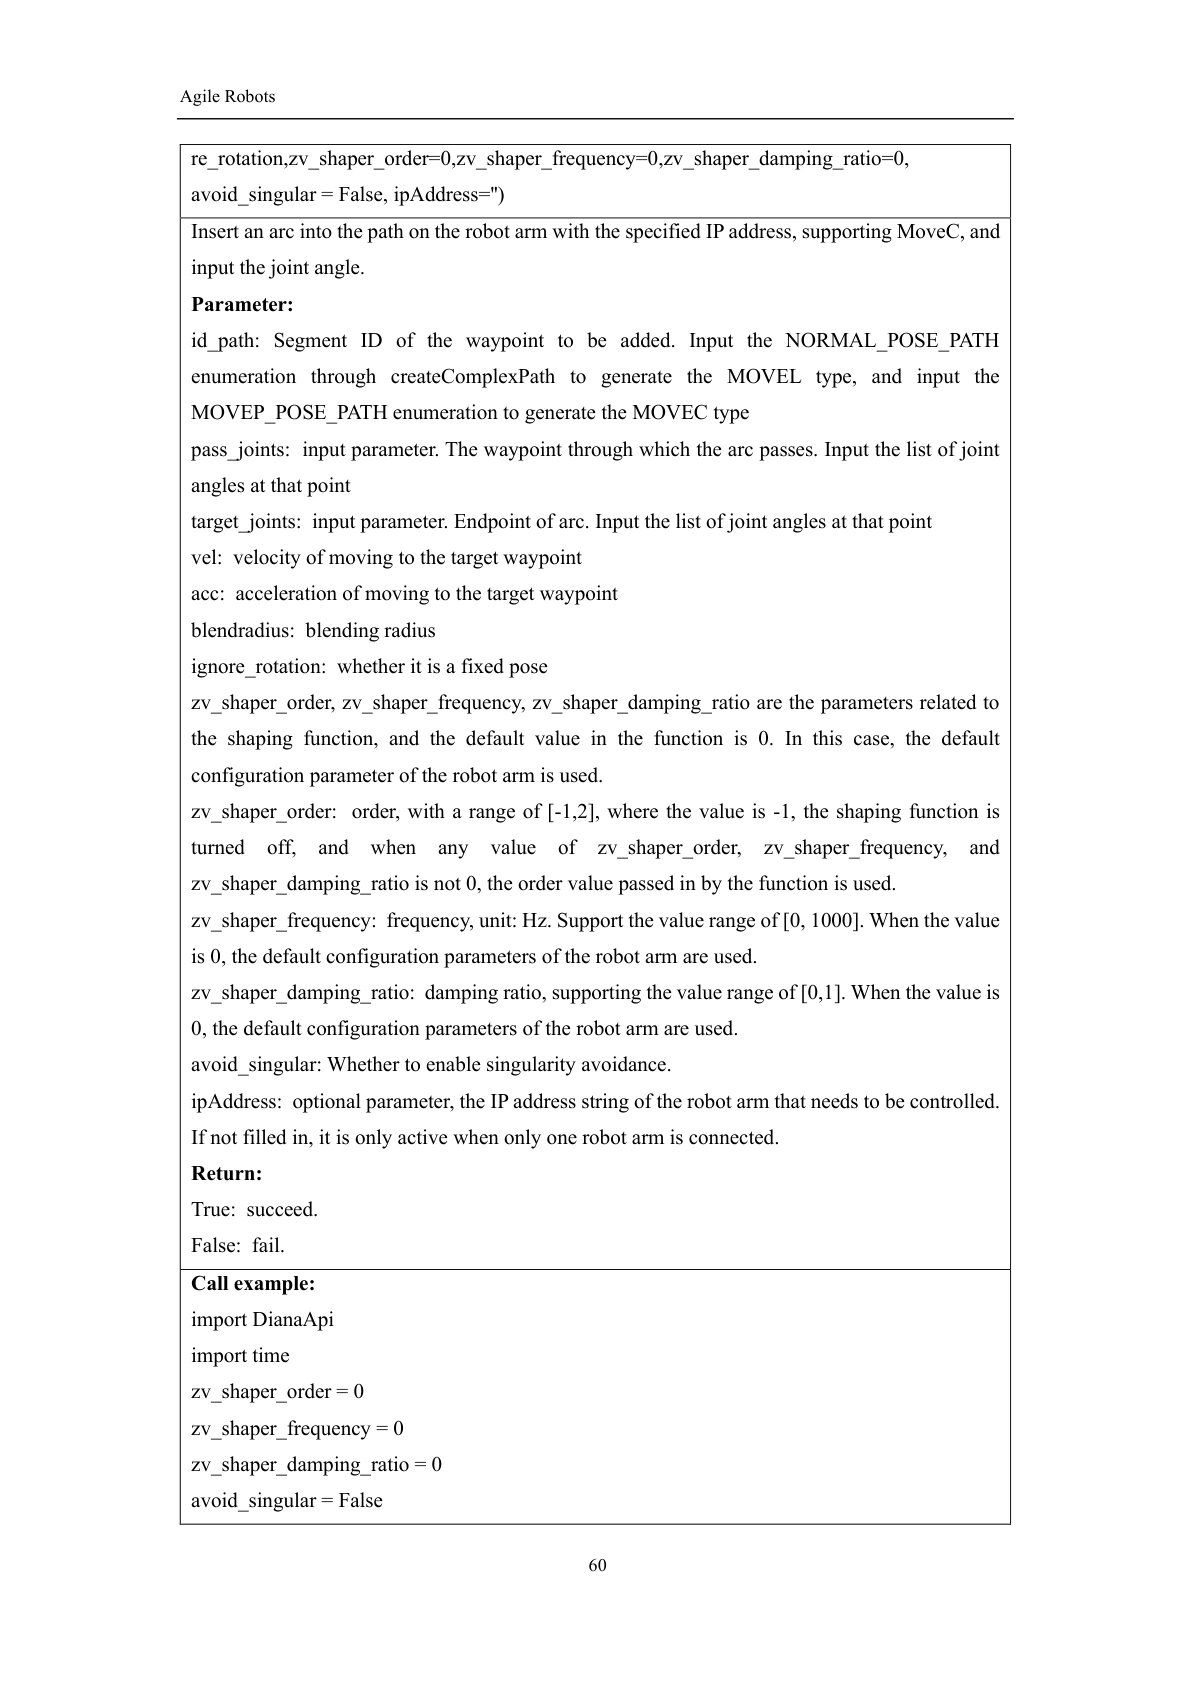 Agile Robots
re_rotation,zv_shaper_order=0,zv_shaper_frequency=0,zv_shaper_damping_ratio=0,
avoid_singular = False, ipAddress='')
Insert an arc into the path on the robot arm with the specified IP address, supporting MoveC, and
input the joint angle.
Parameter:
id_path: Segment ID of the waypoint to be added. Input the NORMAL_POSE_PATH
enumeration through createComplexPath to generate the MOVEL type, and input the
MOVEP_POSE_PATH enumeration to generate the MOVEC type
pass_joints: input parameter. The waypoint through which the arc passes. Input the list of joint
angles at that point
target_joints: input parameter. Endpoint of arc. Input the list of joint angles at that point
vel: velocity of moving to the target waypoint
acc: acceleration of moving to the target waypoint
blendradius: blending radius
ignore_rotation: whether it is a fixed pose
zv_shaper_order, zv_shaper_frequency, zv_shaper_damping_ratio are the parameters related to
the shaping function, and the default value in the function is 0. In this case, the default
configuration parameter of the robot arm is used.
zv_shaper_order: order, with a range of [-1,2], where the value is -1, the shaping function is
turned off, and when any value of zv_shaper_order, zv_shaper_frequency, and
zv_shaper_damping_ratio is not 0, the order value passed in by the function is used.
zv_shaper_frequency: frequency, unit: Hz. Support the value range of [0, 1000]. When the value
is 0, the default configuration parameters of the robot arm are used.
zv_shaper_damping_ratio: damping ratio, supporting the value range of [0,1]. When the value is
0, the default configuration parameters of the robot arm are used.
avoid_singular: Whether to enable singularity avoidance.
ipAddress: optional parameter, the IP address string of the robot arm that needs to be controlled.
If not filled in, it is only active when only one robot arm is connected.
Return:
True: succeed.
False: fail.
Call example:
import DianaApi
import time
zv_shaper_order = 0
zv_shaper_frequency = 0
zv_shaper_damping_ratio = 0
avoid_singular = False
60